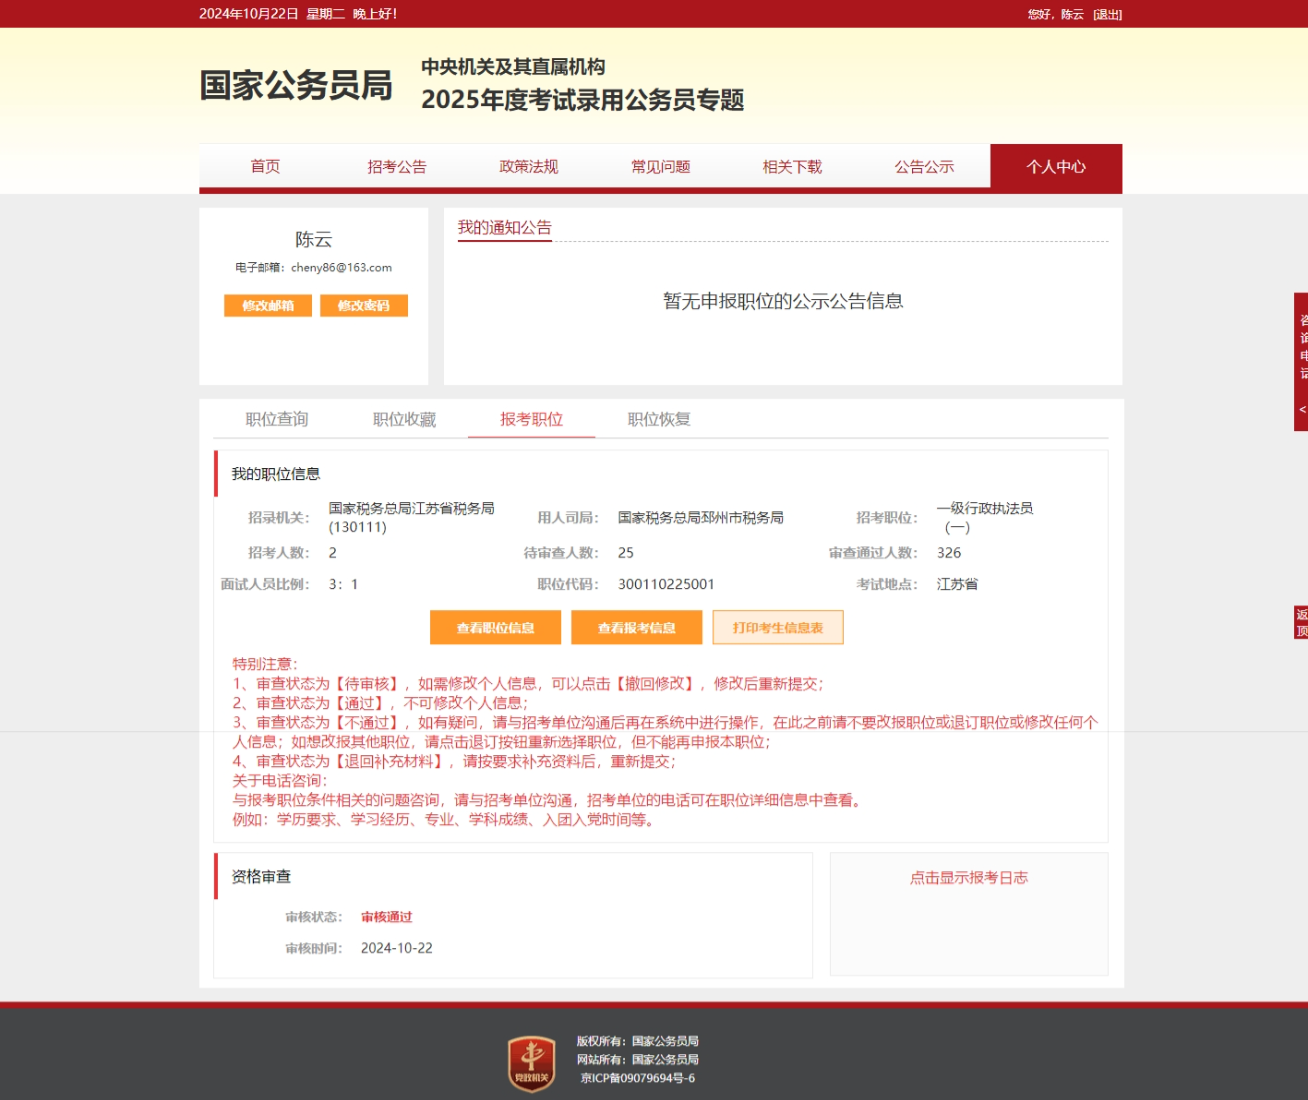 2024年10月22日 星期二 晚上好!
您好, 陈云 [退出]
国家公务员局
中央机关及其直属机构
2025年度考试录用公务员专题
首页 招考公告 政策法规 常见问题 相关下载 公告公示 个人中心
陈云
电子邮箱: cheny86@163.com
修改邮箱 修改密码
我的通知公告
暂无申报职位的公示公告信息
咨询电话
<
职位查询 职位收藏 报考职位 职位恢复
我的职位信息
招录机关: 国家税务总局江苏省税务局(130111) 用人司局: 国家税务总局邳州市税务局 招考职位: 一级行政执法员(一)
招考人数: 2 待审查人数: 25 审查通过人数: 326
面试人员比例: 3: 1 职位代码: 300110225001 考试地点: 江苏省
查看职位信息 查看报考信息 打印考生信息表
返
顶
特别注意:
1、审查状态为【待审核】, 如需修改个人信息, 可以点击【撤回修改】, 修改后重新提交;
2、审查状态为【通过】, 不可修改个人信息;
3、审查状态为【不通过】, 如有疑问, 请与招考单位沟通后再在系统中进行操作, 在此之前请不要改报职位或退订职位或修改任何个
人信息; 如想改报其他职位, 请点击退订按钮重新选择职位, 但不能再申报本职位;
4、审查状态为【退回补充材料】, 请按要求补充资料后, 重新提交;
关于电话咨询:
与报考职位条件相关的问题咨询, 请与招考单位沟通, 招考单位的电话可在职位详细信息中查看。
例如: 学历要求、学习经历、专业、学科成绩、入团入党时间等。
资格审查
审核状态: 审核通过
审核时间: 2024-10-22
点击显示报考日志
党政机关
版权所有: 国家公务员局
网站所有: 国家公务员局
京ICP备09079694号-6